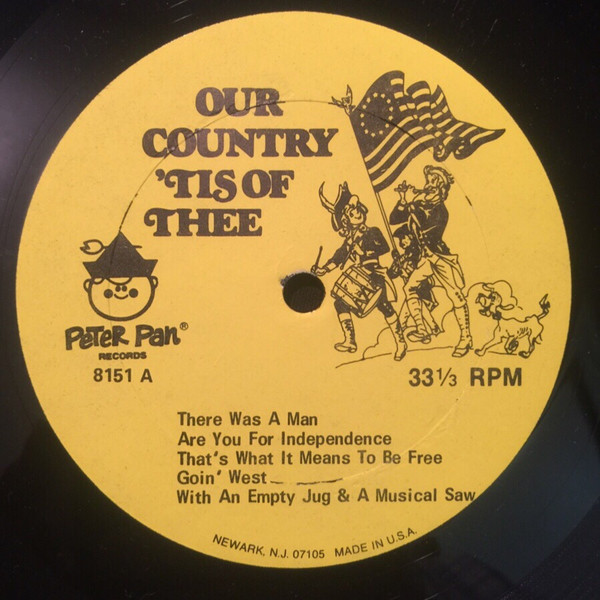 OUR
COUNTRY
'TIS OF
THEE
PETER PAN®
RECORDS
8151 A
33⅓ RPM
There Was A Man
Are You For Independence
That's What It Means To Be Free
Goin' West
With An Empty Jug & A Musical Saw
NEWARK, N.J. 07105 MADE IN U.S.A.